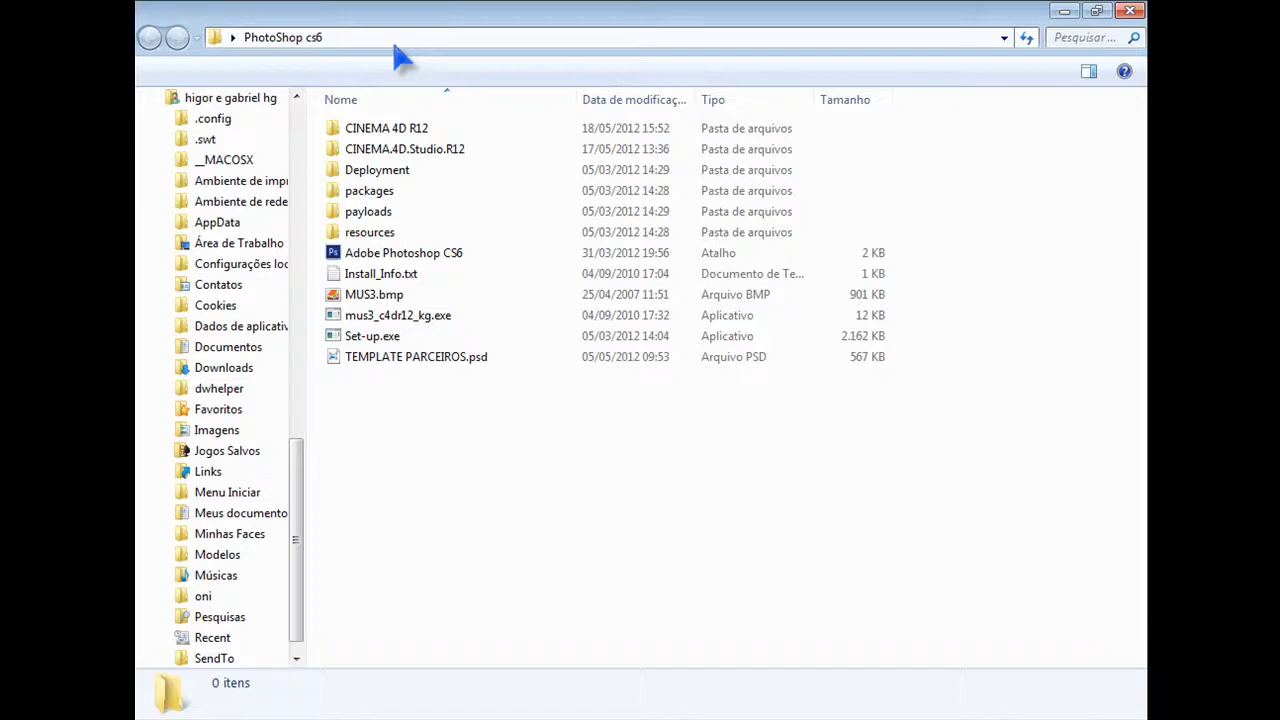 PhotoShop cs6
Pesquisar ...
higor e gabriel hg
.config
.swt
__MACOSX
Ambiente de impr
Ambiente de rede
AppData
Área de Trabalho
Configurações loc
Contatos
Cookies
Dados de aplicativ
Documentos
Downloads
dwhelper
Favoritos
Imagens
Jogos Salvos
Links
Menu Iniciar
Meus documento
Minhas Faces
Modelos
Músicas
oni
Pesquisas
Recent
SendTo
Nome Data de modificaç... Tipo Tamanho
CINEMA 4D R12 18/05/2012 15:52 Pasta de arquivos
CINEMA.4D.Studio.R12 17/05/2012 13:36 Pasta de arquivos
Deployment 05/03/2012 14:29 Pasta de arquivos
packages 05/03/2012 14:28 Pasta de arquivos
payloads 05/03/2012 14:29 Pasta de arquivos
resources 05/03/2012 14:28 Pasta de arquivos
Adobe Photoshop CS6 31/03/2012 19:56 Atalho 2 KB
Install_Info.txt 04/09/2010 17:04 Documento de Te... 1 KB
MUS3.bmp 25/04/2007 11:51 Arquivo BMP 901 KB
mus3_c4dr12_kg.exe 04/09/2010 17:32 Aplicativo 12 KB
Set-up.exe 05/03/2012 14:04 Aplicativo 2.162 KB
TEMPLATE PARCEIROS.psd 05/05/2012 09:53 Arquivo PSD 567 KB
0 itens